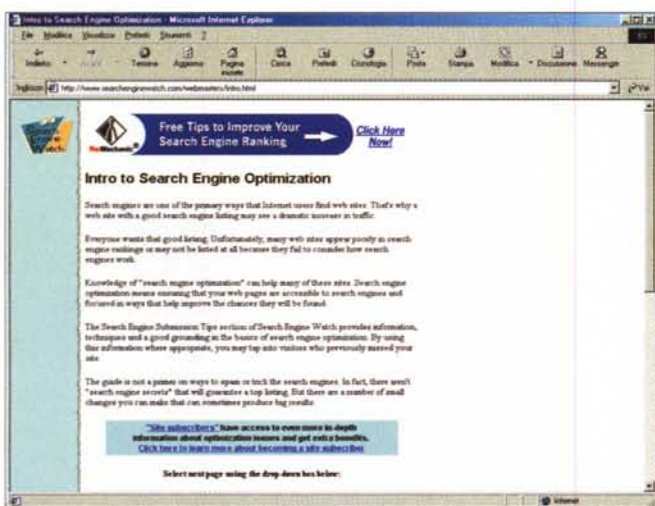 Intro to Search Engine Optimization - Microsoft Internet Explorer
File Modifica Visualizza Preferiti Strumenti ?
Indietro Avanti Termina Aggiorna Pagina iniziale Cerca Preferiti Cronologia Posta Stampa Modifica Discussione Messenger
Indirizzo http://www.searchenginewatch.com/webmasters/intro.html Vai
Search Engine Watch
NetMechanic
Free Tips to Improve Your
Search Engine Ranking
Click Here
Now!
Intro to Search Engine Optimization
Search engines are one of the primary ways that Internet users find web sites. That's why a
web site with a good search engine listing may see a dramatic increase in traffic.
Everyone wants that good listing. Unfortunately, many web sites appear poorly in search
engine rankings or may not be listed at all because they fail to consider how search
engines work.
Knowledge of "search engine optimization" can help many of these sites. Search engine
optimization means ensuring that your web pages are accessible to search engines and
focused in ways that help improve the chances they will be found.
The Search Engine Submission Tips section of Search Engine Watch provides information,
techniques and a good grounding in the basics of search engine optimization. By using
this information where appropriate, you may tap into visitors who previously missed your
site.
The guide is not a primer on ways to spam or trick the search engines. In fact, there aren't
"search engine secrets" that will guarantee a top listing. But there are a number of small
changes you can make that can sometimes produce big results.
"Site subscribers" have access to even more in-depth
information about optimization issues and get extra benefits.
Click here to learn more about becoming a site subscriber
Select next page using the drop-down box below:
Internet